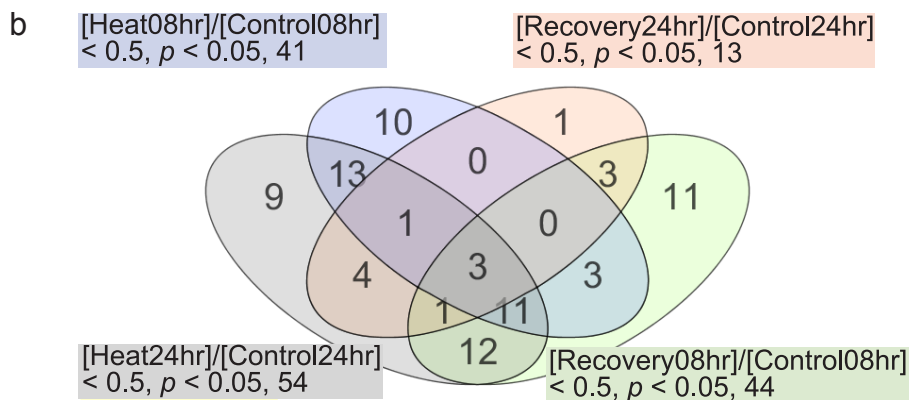 b
[Heat08hr]/[Control08hr]
< 0.5, p < 0.05, 41
[Recovery24hr]/[Control24hr]
< 0.5, p < 0.05, 13
10
1
0
13
3
9
11
1
0
4
3
3
1
11
12
[Heat24hr]/[Control24hr]
< 0.5, p < 0.05, 54
[Recovery08hr]/[Control08hr]
< 0.5, p < 0.05, 44